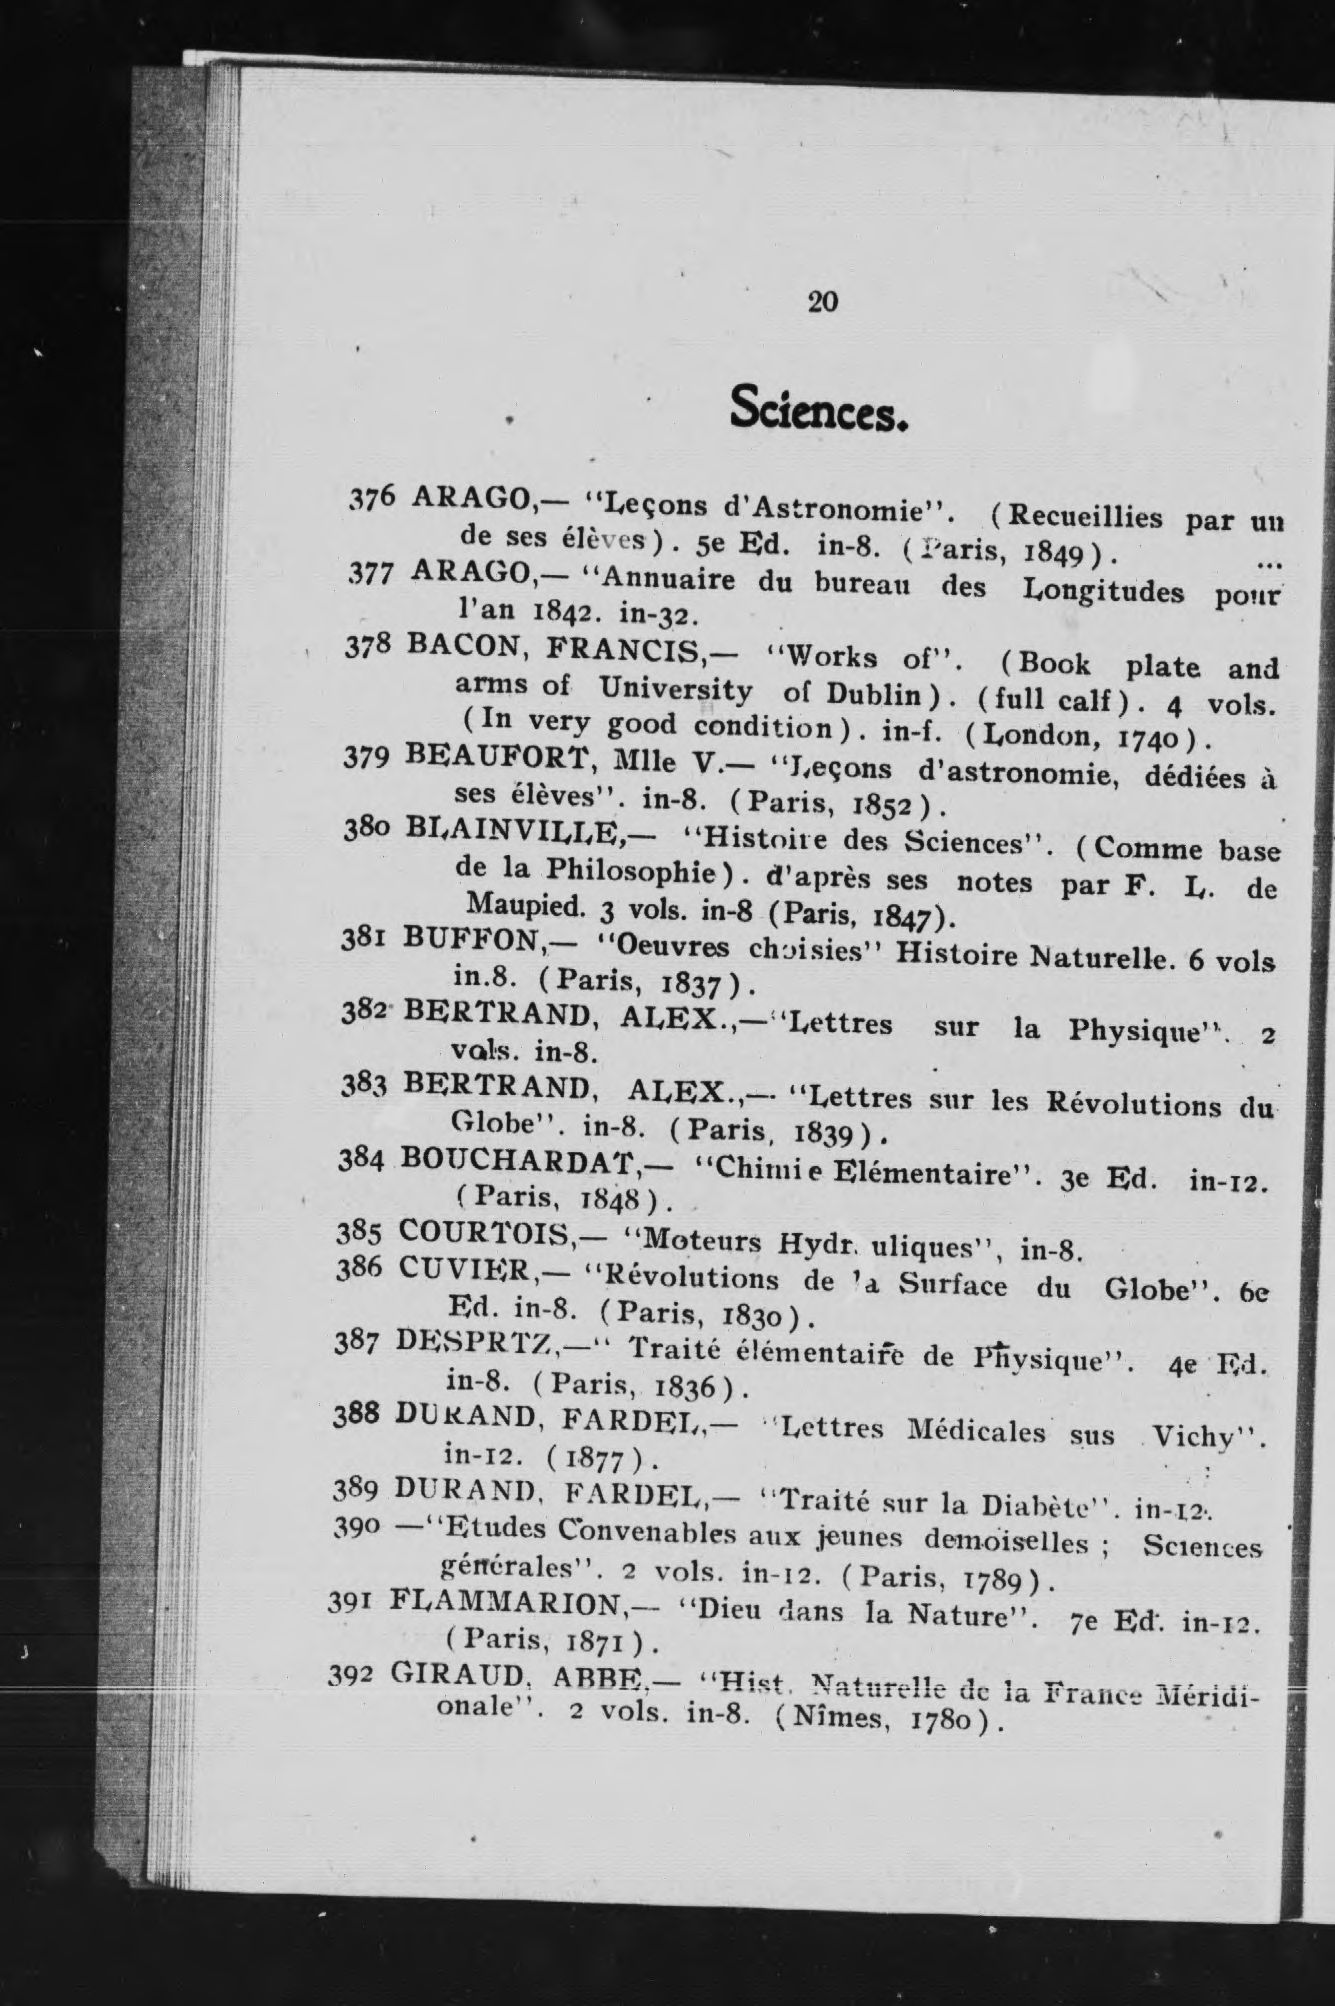 20
Sciences.
376 ARAGO,— "Leçons d'Astronomie". (Recueillies par un
de ses élèves). 5e Ed. in-8. (Paris, 1849). ...
377 ARAGO,— "Annuaire du bureau des Longitudes pour
l'an 1842. in-32.
378 BACON, FRANCIS,— "Works of". (Book plate and
arms of University of Dublin). (full calf). 4 vols.
(In very good condition). in-f. (London, 1740).
379 BEAUFORT, Mlle V.— "Leçons d'astronomie, dédiées à
ses élèves". in-8. (Paris, 1852).
380 BLAINVILLE,— "Histoire des Sciences". (Comme base
de la Philosophie). d'après ses notes par F. L. de
Maupied. 3 vols. in-8 (Paris, 1847).
381 BUFFON,— "Oeuvres choisies" Histoire Naturelle. 6 vols
in.8. (Paris, 1837).
382 BERTRAND, ALEX.,—"Lettres sur la Physique". 2
vols. in-8.
383 BERTRAND, ALEX.,— "Lettres sur les Révolutions du
Globe". in-8. (Paris, 1839).
384 BOUCHARDAT,— "Chimie Elémentaire". 3e Ed. in-12.
(Paris, 1848).
385 COURTOIS,— "Moteurs Hydr. uliques", in-8.
386 CUVIER,— "Révolutions de 'a Surface du Globe". 6e
Ed. in-8. (Paris, 1830).
387 DESPRTZ,—" Traité élémentaire de Physique". 4e Ed.
in-8. (Paris, 1836).
388 DURAND, FARDEL,— "Lettres Médicales sus Vichy".
in-12. (1877).
389 DURAND, FARDEL,— "Traité sur la Diabète". in-12.
390 —"Etudes Convenables aux jeunes demoiselles ; Sciences
générales". 2 vols. in-12. (Paris, 1789).
391 FLAMMARION,— "Dieu dans la Nature". 7e Ed. in-12.
(Paris, 1871).
392 GIRAUD, ABBE,— "Hist. Naturelle de la France Méridi-
onale". 2 vols. in-8. (Nîmes, 1780).